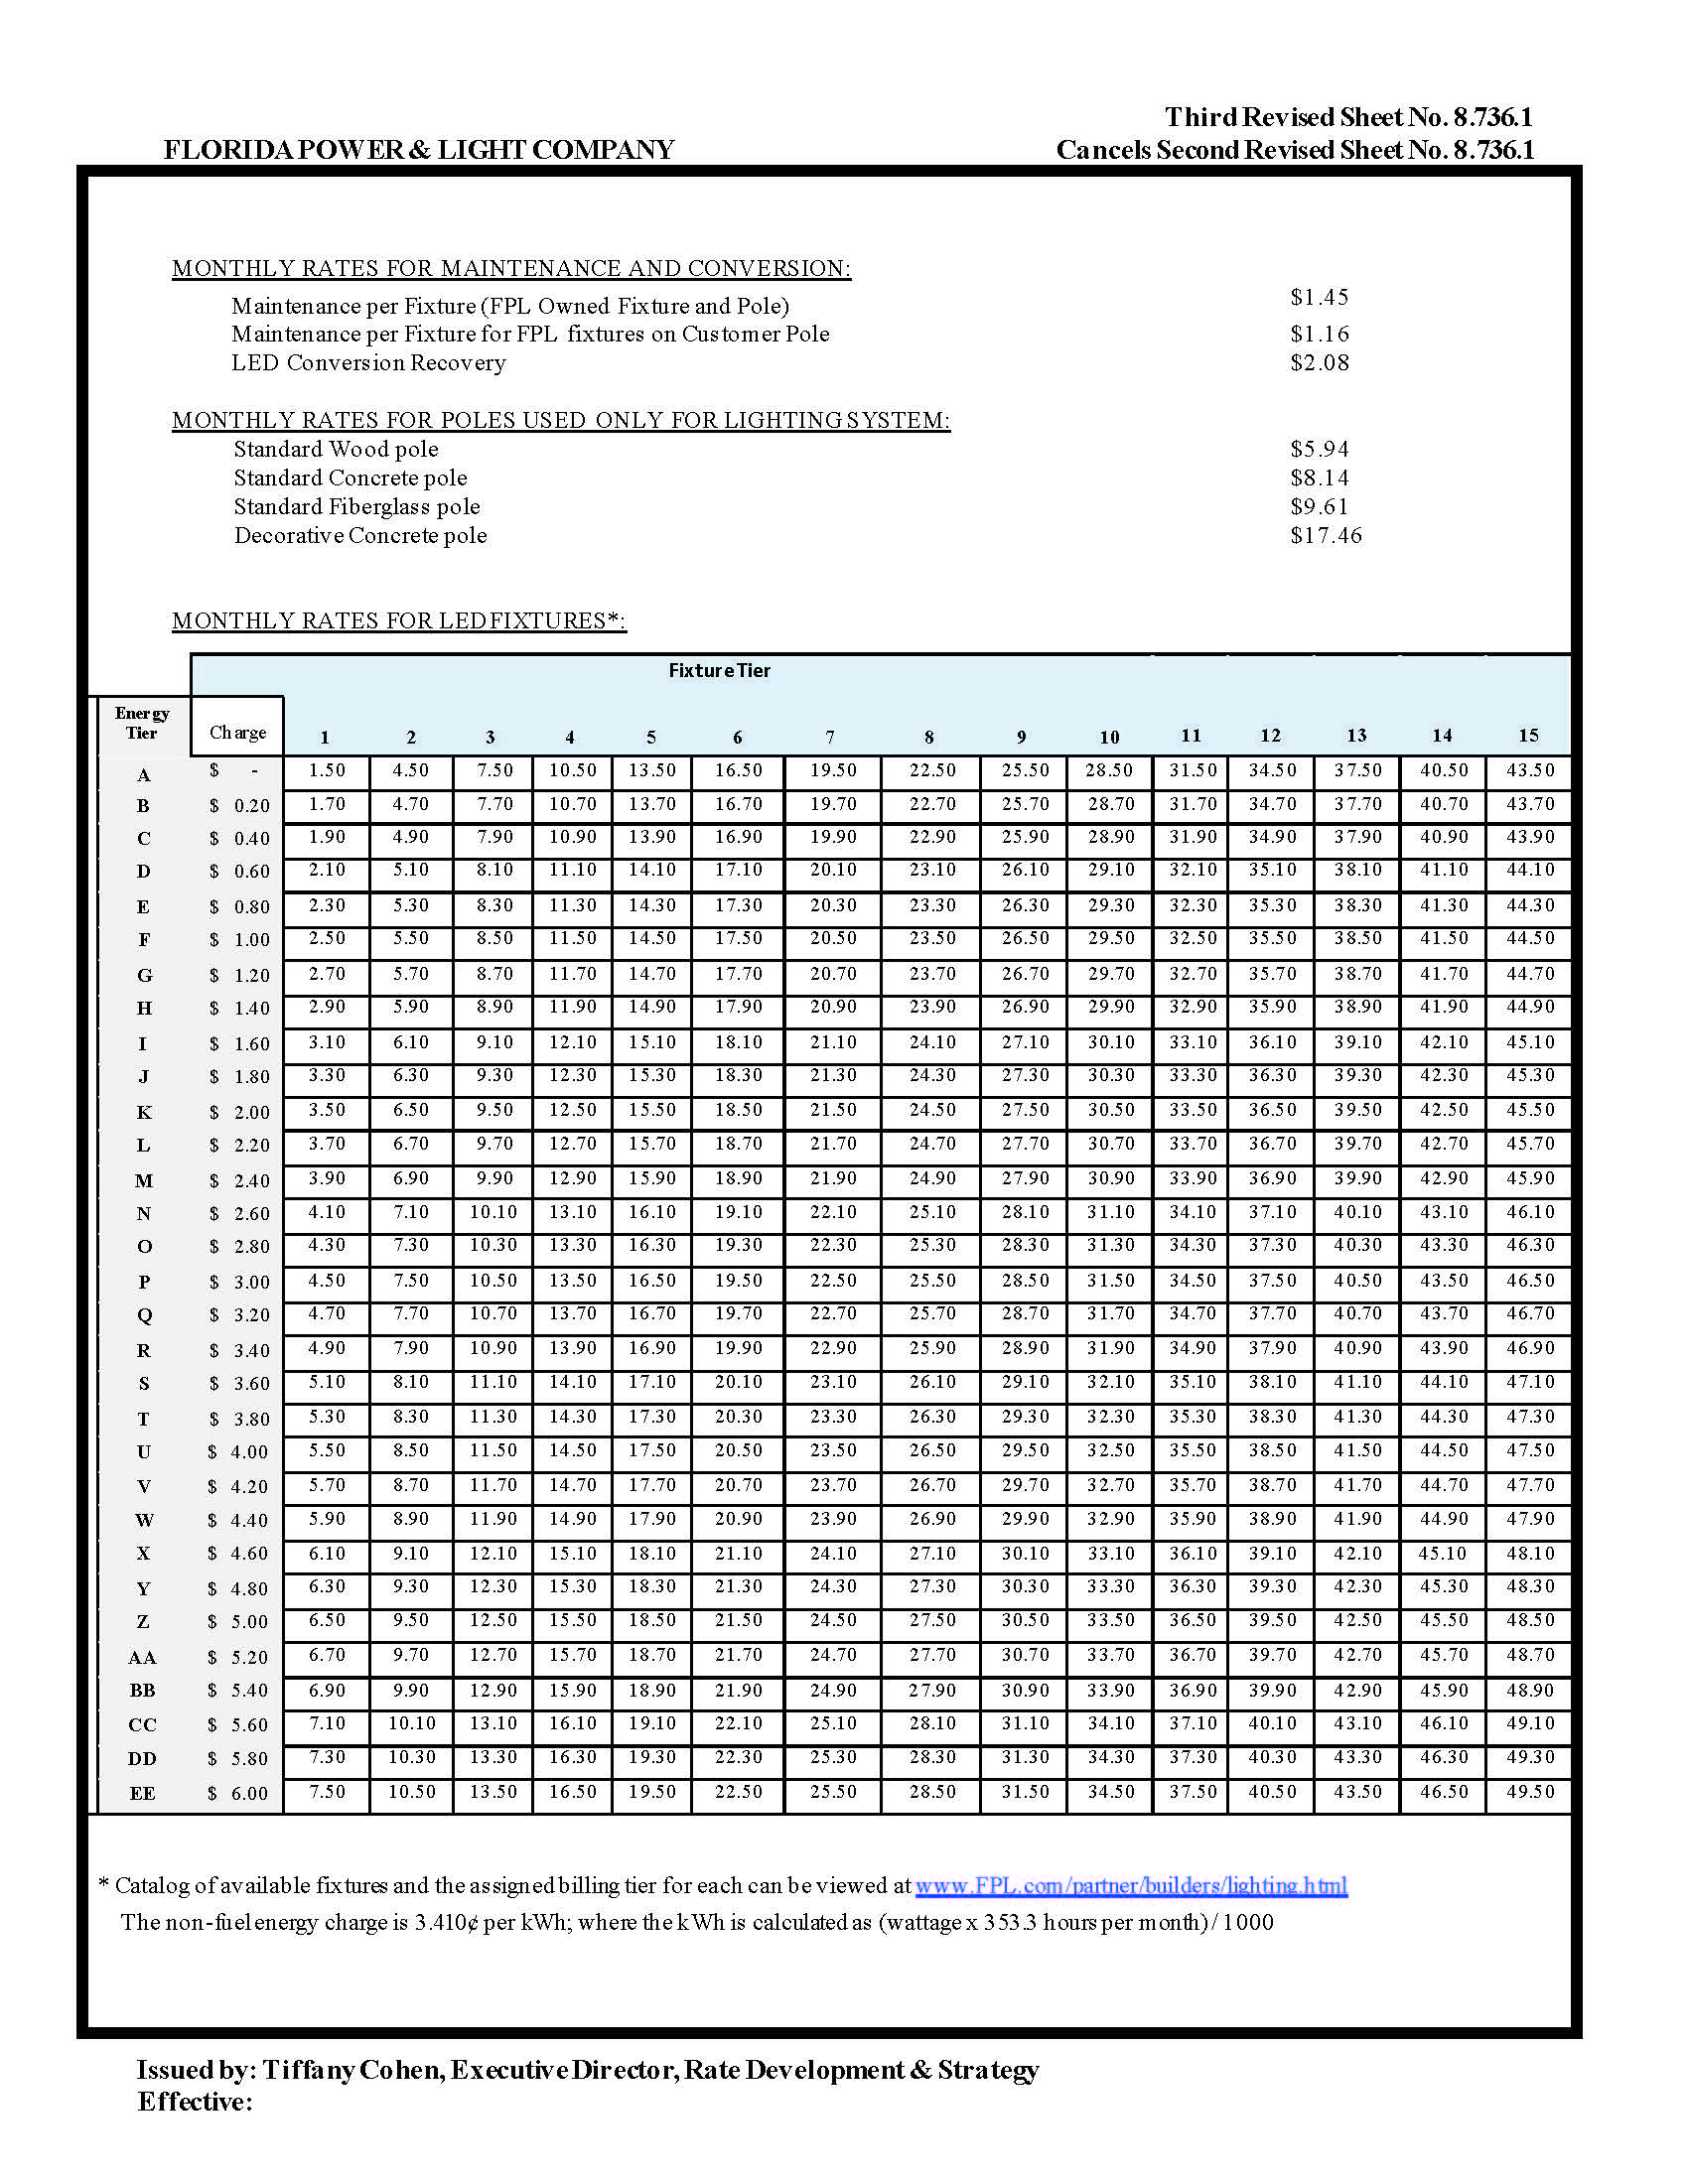 Third Revised Sheet No. 8.736.1
FLORIDA POWER & LIGHT COMPANY Cancels Second Revised Sheet No. 8.736.1
MONTHLY RATES FOR MAINTENANCE AND CONVERSION:
Maintenance per Fixture (FPL Owned Fixture and Pole) $1.45
Maintenance per Fixture for FPL fixtures on Customer Pole $1.16
LED Conversion Recovery $2.08
MONTHLY RATES FOR POLES USED ONLY FOR LIGHTING SYSTEM:
Standard Wood pole $5.94
Standard Concrete pole $8.14
Standard Fiberglass pole $9.61
Decorative Concrete pole $17.46
MONTHLY RATES FOR LED FIXTURES*:
Fixture Tier
Energy Tier Charge 1 2 3 4 5 6 7 8 9 10 11 12 13 14 15
A $ - 1.50 4.50 7.50 10.50 13.50 16.50 19.50 22.50 25.50 28.50 31.50 34.50 37.50 40.50 43.50
B $ 0.20 1.70 4.70 7.70 10.70 13.70 16.70 19.70 22.70 25.70 28.70 31.70 34.70 37.70 40.70 43.70
C $ 0.40 1.90 4.90 7.90 10.90 13.90 16.90 19.90 22.90 25.90 28.90 31.90 34.90 37.90 40.90 43.90
D $ 0.60 2.10 5.10 8.10 11.10 14.10 17.10 20.10 23.10 26.10 29.10 32.10 35.10 38.10 41.10 44.10
E $ 0.80 2.30 5.30 8.30 11.30 14.30 17.30 20.30 23.30 26.30 29.30 32.30 35.30 38.30 41.30 44.30
F $ 1.00 2.50 5.50 8.50 11.50 14.50 17.50 20.50 23.50 26.50 29.50 32.50 35.50 38.50 41.50 44.50
G $ 1.20 2.70 5.70 8.70 11.70 14.70 17.70 20.70 23.70 26.70 29.70 32.70 35.70 38.70 41.70 44.70
H $ 1.40 2.90 5.90 8.90 11.90 14.90 17.90 20.90 23.90 26.90 29.90 32.90 35.90 38.90 41.90 44.90
I $ 1.60 3.10 6.10 9.10 12.10 15.10 18.10 21.10 24.10 27.10 30.10 33.10 36.10 39.10 42.10 45.10
J $ 1.80 3.30 6.30 9.30 12.30 15.30 18.30 21.30 24.30 27.30 30.30 33.30 36.30 39.30 42.30 45.30
K $ 2.00 3.50 6.50 9.50 12.50 15.50 18.50 21.50 24.50 27.50 30.50 33.50 36.50 39.50 42.50 45.50
L $ 2.20 3.70 6.70 9.70 12.70 15.70 18.70 21.70 24.70 27.70 30.70 33.70 36.70 39.70 42.70 45.70
M $ 2.40 3.90 6.90 9.90 12.90 15.90 18.90 21.90 24.90 27.90 30.90 33.90 36.90 39.90 42.90 45.90
N $ 2.60 4.10 7.10 10.10 13.10 16.10 19.10 22.10 25.10 28.10 31.10 34.10 37.10 40.10 43.10 46.10
O $ 2.80 4.30 7.30 10.30 13.30 16.30 19.30 22.30 25.30 28.30 31.30 34.30 37.30 40.30 43.30 46.30
P $ 3.00 4.50 7.50 10.50 13.50 16.50 19.50 22.50 25.50 28.50 31.50 34.50 37.50 40.50 43.50 46.50
Q $ 3.20 4.70 7.70 10.70 13.70 16.70 19.70 22.70 25.70 28.70 31.70 34.70 37.70 40.70 43.70 46.70
R $ 3.40 4.90 7.90 10.90 13.90 16.90 19.90 22.90 25.90 28.90 31.90 34.90 37.90 40.90 43.90 46.90
S $ 3.60 5.10 8.10 11.10 14.10 17.10 20.10 23.10 26.10 29.10 32.10 35.10 38.10 41.10 44.10 47.10
T $ 3.80 5.30 8.30 11.30 14.30 17.30 20.30 23.30 26.30 29.30 32.30 35.30 38.30 41.30 44.30 47.30
U $ 4.00 5.50 8.50 11.50 14.50 17.50 20.50 23.50 26.50 29.50 32.50 35.50 38.50 41.50 44.50 47.50
V $ 4.20 5.70 8.70 11.70 14.70 17.70 20.70 23.70 26.70 29.70 32.70 35.70 38.70 41.70 44.70 47.70
W $ 4.40 5.90 8.90 11.90 14.90 17.90 20.90 23.90 26.90 29.90 32.90 35.90 38.90 41.90 44.90 47.90
X $ 4.60 6.10 9.10 12.10 15.10 18.10 21.10 24.10 27.10 30.10 33.10 36.10 39.10 42.10 45.10 48.10
Y $ 4.80 6.30 9.30 12.30 15.30 18.30 21.30 24.30 27.30 30.30 33.30 36.30 39.30 42.30 45.30 48.30
Z $ 5.00 6.50 9.50 12.50 15.50 18.50 21.50 24.50 27.50 30.50 33.50 36.50 39.50 42.50 45.50 48.50
AA $ 5.20 6.70 9.70 12.70 15.70 18.70 21.70 24.70 27.70 30.70 33.70 36.70 39.70 42.70 45.70 48.70
BB $ 5.40 6.90 9.90 12.90 15.90 18.90 21.90 24.90 27.90 30.90 33.90 36.90 39.90 42.90 45.90 48.90
CC $ 5.60 7.10 10.10 13.10 16.10 19.10 22.10 25.10 28.10 31.10 34.10 37.10 40.10 43.10 46.10 49.10
DD $ 5.80 7.30 10.30 13.30 16.30 19.30 22.30 25.30 28.30 31.30 34.30 37.30 40.30 43.30 46.30 49.30
EE $ 6.00 7.50 10.50 13.50 16.50 19.50 22.50 25.50 28.50 31.50 34.50 37.50 40.50 43.50 46.50 49.50
* Catalog of available fixtures and the assigned billing tier for each can be viewed at www.FPL.com/partner/builders/lighting.html
The non-fuel energy charge is 3.410¢ per kWh; where the kWh is calculated as (wattage x 353.3 hours per month) / 1000
Issued by: Tiffany Cohen, Executive Director, Rate Development & Strategy
Effective: